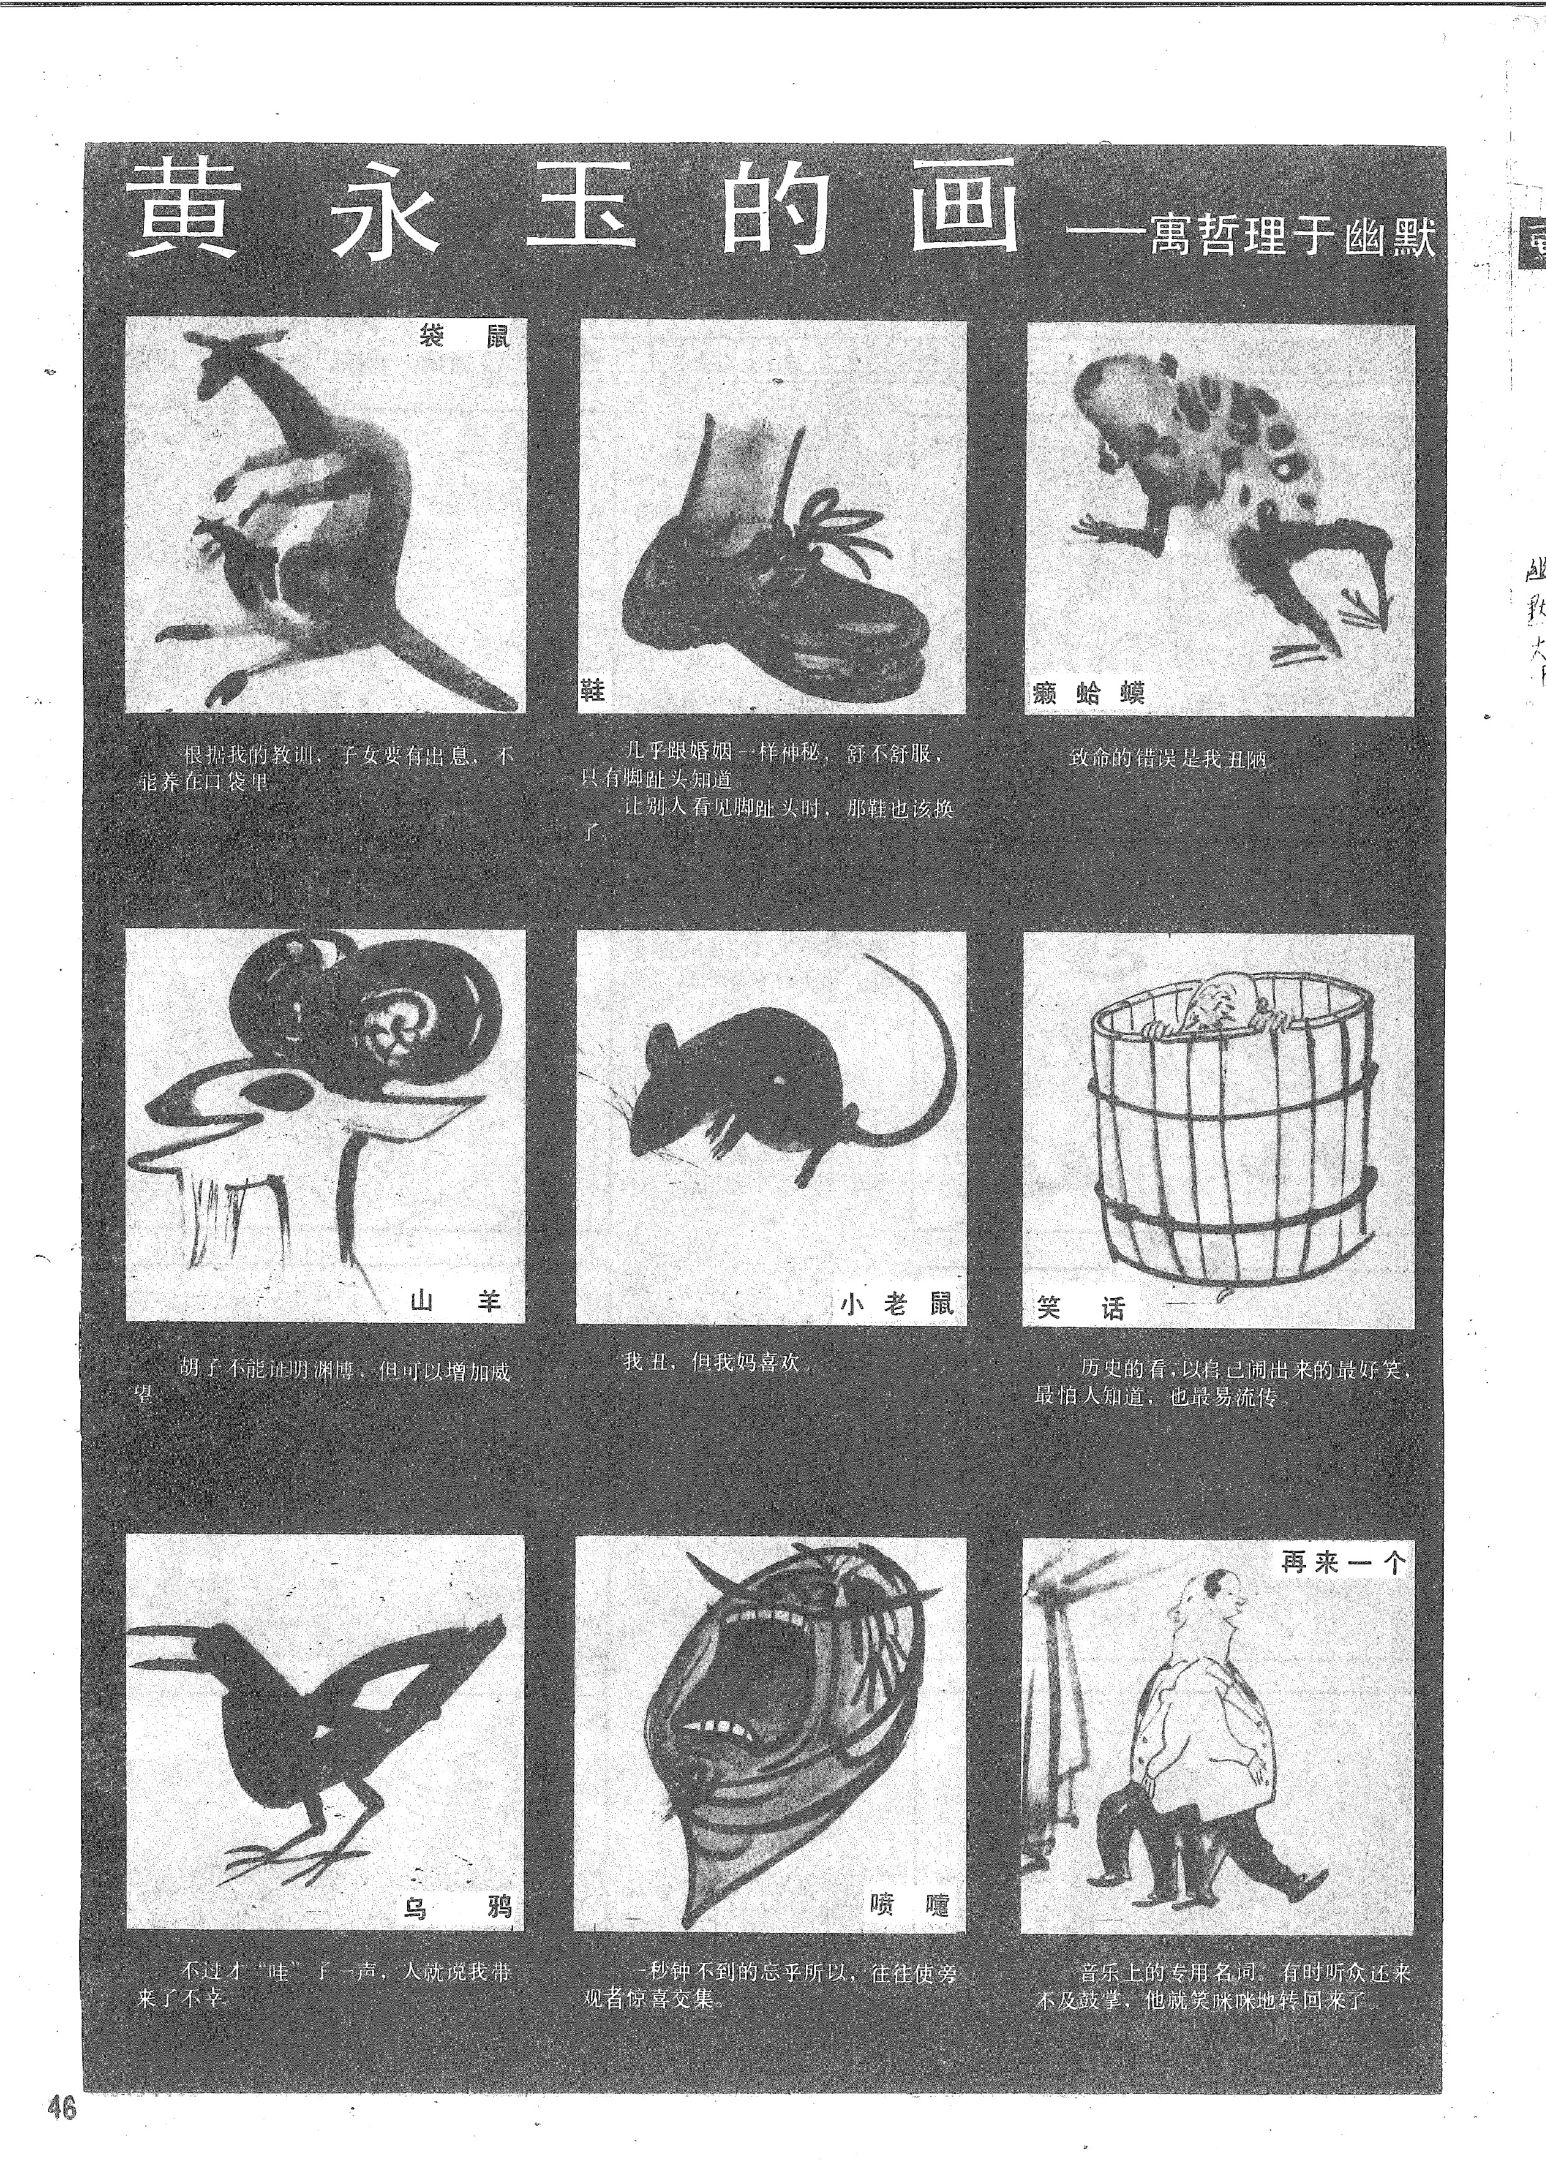 黄永玉的画——寓哲理于幽默
袋鼠
根据我的教训，子女要有出息，不
能养在口袋里
鞋
几乎跟婚姻一样神秘，舒不舒服，
只有脚趾头知道
让别人看见脚趾头时，那鞋也该换
了
癞蛤蟆
致命的错误是我丑陋
山羊
胡子不能证明渊博，但可以增加威
望
小老鼠
我丑，但我妈喜欢。
笑话
历史的看，以自己闹出来的最好笑，
最怕人知道，也最易流传。
乌鸦
不过才“哇”了一声，人就说我带
来了不幸
喷嚏
一秒钟不到的忘乎所以，往往使旁
观者惊喜交集。
再来一个
音乐上的专用名词。有时听众还来
不及鼓掌，他就笑眯眯地转回来了。
46
幽
默
大